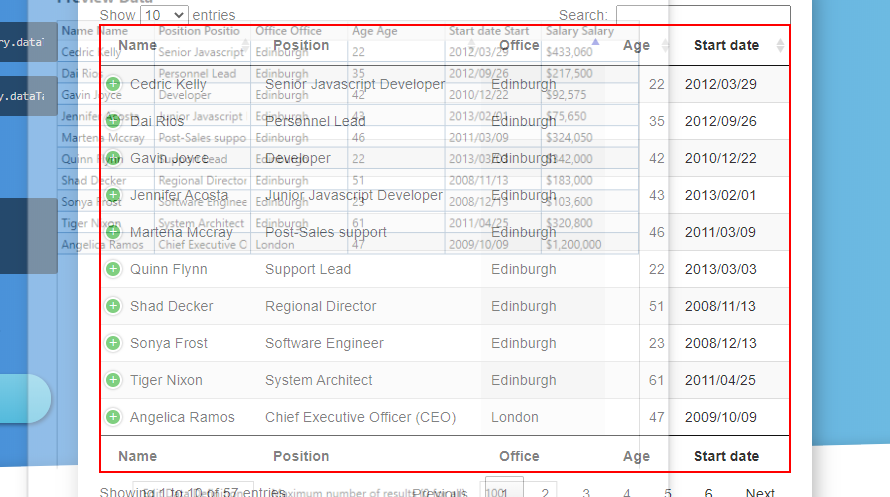 Preview Data
Show 10 entries Search:
ry.data
y.dataTa
Name Position Office Age Start date
Cedric Kelly Senior Javascript Developer Edinburgh 22 2012/03/29
Dai Rios Personnel Lead Edinburgh 35 2012/09/26
Gavin Joyce Developer Edinburgh 42 2010/12/22
Jennifer Acosta Junior Javascript Developer Edinburgh 43 2013/02/01
Martena Mccray Post-Sales support Edinburgh 46 2011/03/09
Quinn Flynn Support Lead Edinburgh 22 2013/03/03
Shad Decker Regional Director Edinburgh 51 2008/11/13
Sonya Frost Software Engineer Edinburgh 23 2008/12/13
Tiger Nixon System Architect Edinburgh 61 2011/04/25
Angelica Ramos Chief Executive Officer (CEO) London 47 2009/10/09
Name Position Office Age Start date
Name Name Position Positio Office Office Age Age Start date Start Salary Salary
Cedric Kelly Senior Javascript Edinburgh 22 2012/03/29 $433,060
Dai Rios Personnel Lead Edinburgh 35 2012/09/26 $217,500
Gavin Joyce Developer Edinburgh 42 2010/12/22 $92,575
Jennifer Acosta Junior Javascript Edinburgh 43 2013/02/01 $75,650
Martena Mccray Post-Sales suppo Edinburgh 46 2011/03/09 $324,050
Quinn Flynn Support Lead Edinburgh 22 2013/03/03 $342,000
Shad Decker Regional Director Edinburgh 51 2008/11/13 $183,000
Sonya Frost Software Enginee Edinburgh 23 2008/12/13 $103,600
Tiger Nixon System Architect Edinburgh 61 2011/04/25 $320,800
Angelica Ramos Chief Executive O London 47 2009/10/09 $1,200,000
Showing 1 to 10 of 57 entries Previous 1 2 3 4 5 6 Next
Maximum number of results 100